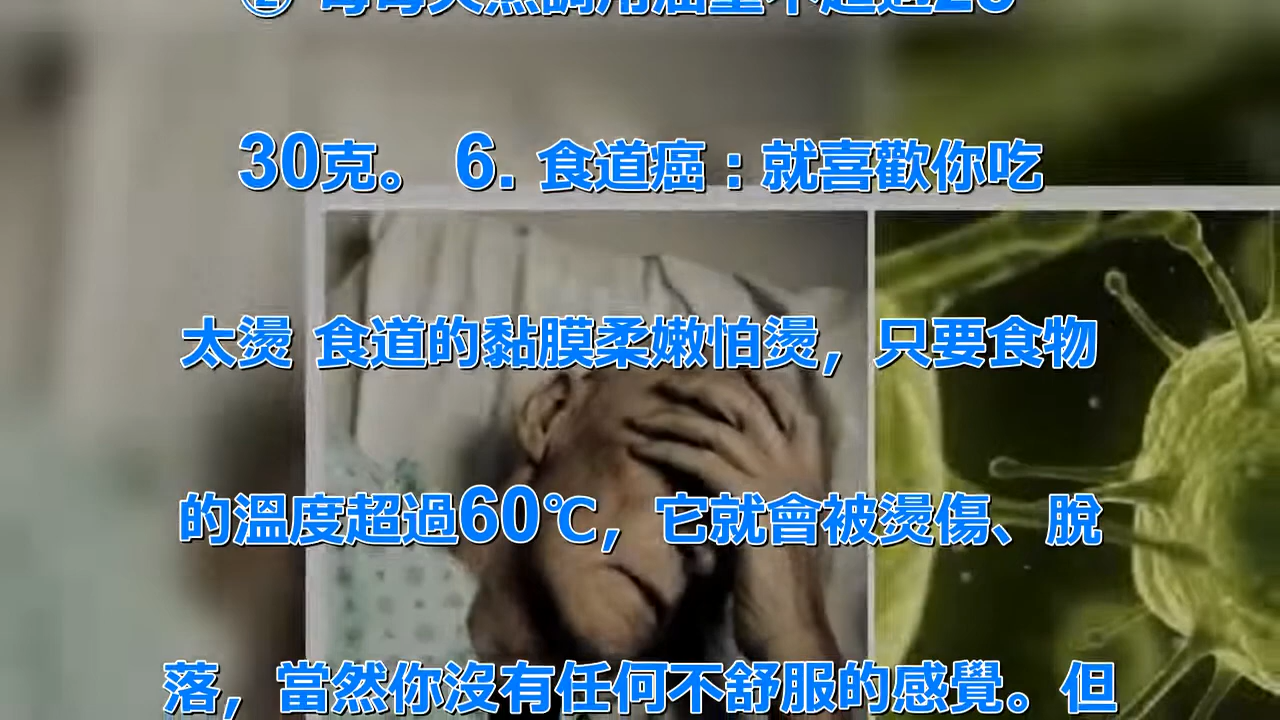 30克。 6. 食道癌：就喜歡你吃
太燙 食道的黏膜柔嫩怕燙，只要食物
的溫度超過60℃，它就會被燙傷、脫
落，當然你沒有任何不舒服的感覺。但